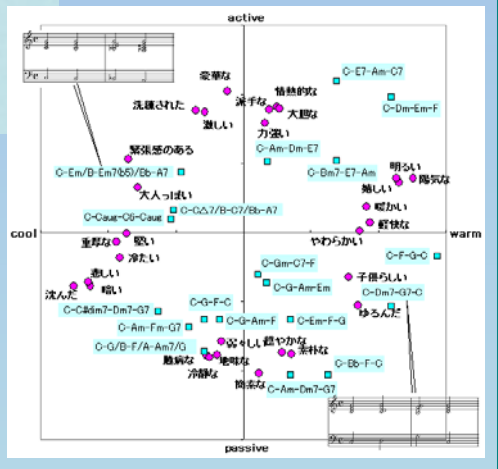 active
豪華な
C-E7-Am-C7
洗練された
派手な
情熱的な
C-Dm-Em-F
激しい
大胆な
力強い
緊張感のある
C-Am-Dm-E7
C-Em/B-Em7(b5)/Bb-A7
C-Bm7-E7-Am
明るい
陽気な
大人っぽい
嬉しい
C-C△7/B-C7/Bb-A7
暖かい
C-Caug-C6-Caug
軽快な
cool
warm
重厚な
堅い
やわらかい
冷たい
C-F-G-C
C-Gm-C7-F
悲しい
子供らしい
沈んだ
暗い
C-G-Am-Em
C-Dm7-G7-C
C-C#dim7-Dm7-G7
C-G-F-C
ゆるんだ
C-Am-Fm-G7
C-G-Am-F
C-Em-F-G
C-G/B-F/A-Am7/G
弱々しい
穏やかな
臆病な
地味な
素朴な
冷静な
C-Bb-F-C
簡素な
C-Am-Dm7-G7
passive